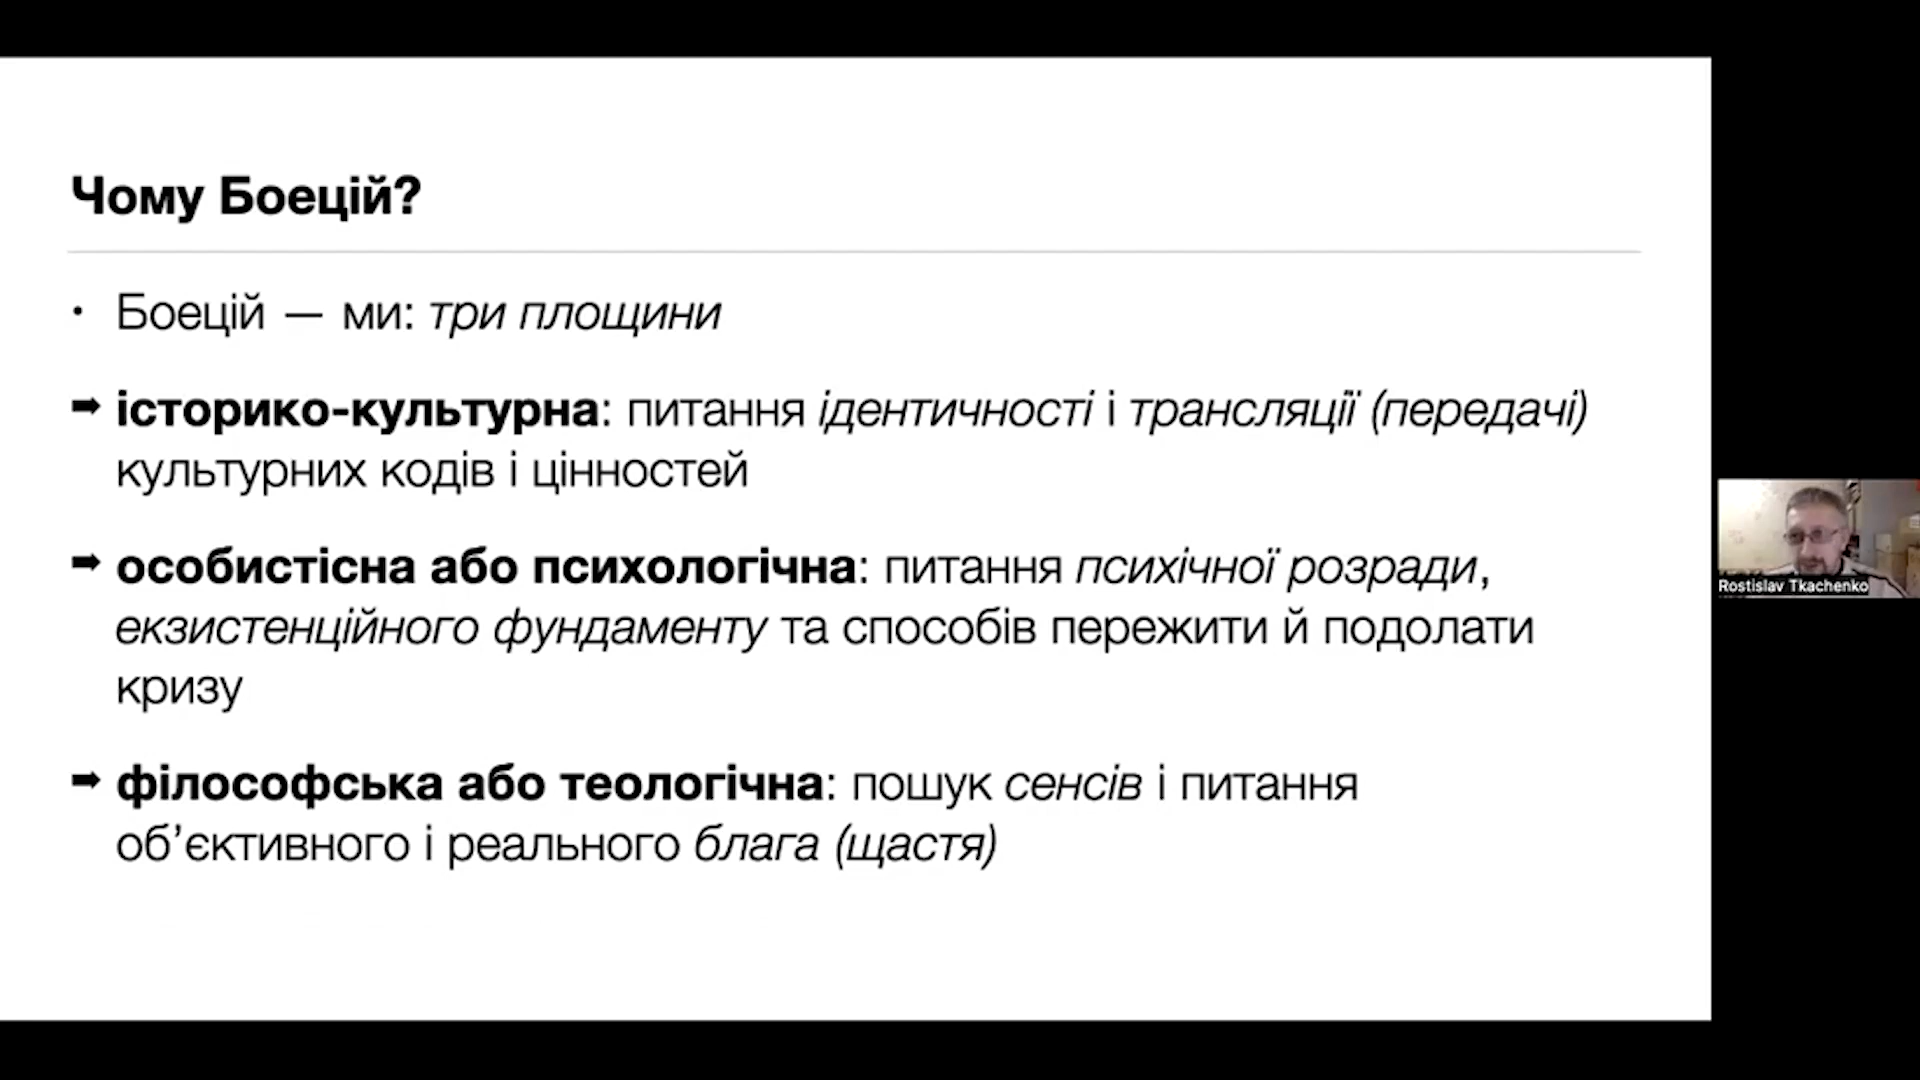 Чому Боецій?
• Боецій — ми: три площини
➡ історико-культурна: питання ідентичності і трансляції (передачі)
культурних кодів і цінностей
➡ особистісна або психологічна: питання психічної розради,
екзистенційного фундаменту та способів пережити й подолати
кризу
➡ філософська або теологічна: пошук сенсів і питання
об’єктивного і реального блага (щастя)
Rostislav Tkachenko